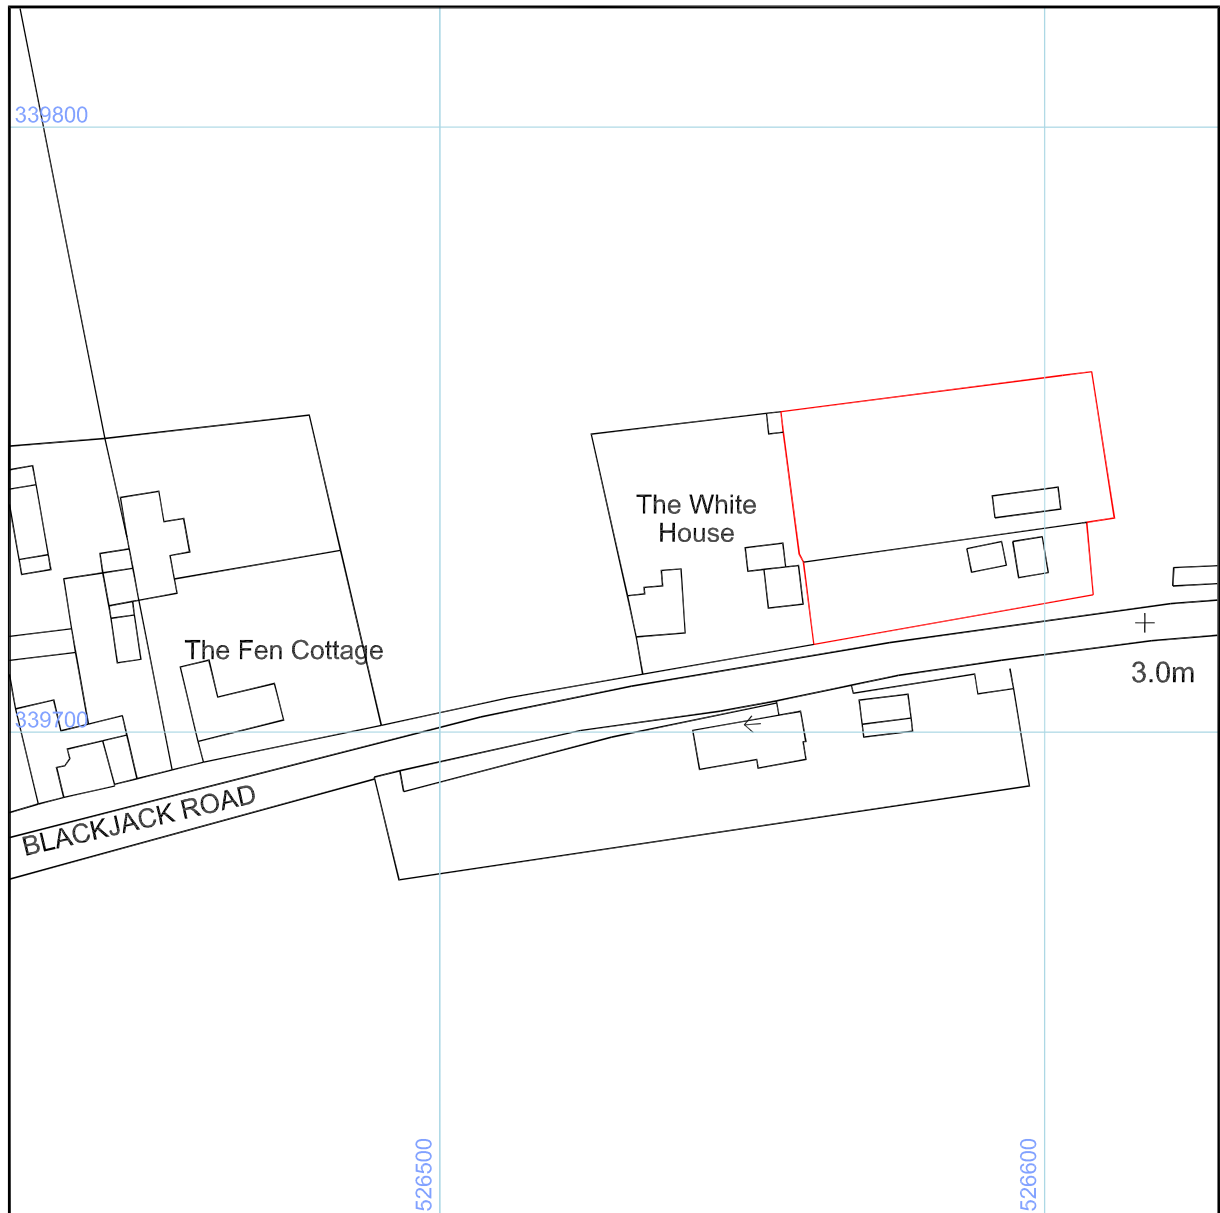 339800
The White
House
The Fen Cottage
3.0m
339700
BLACKJACK ROAD
526500
526600